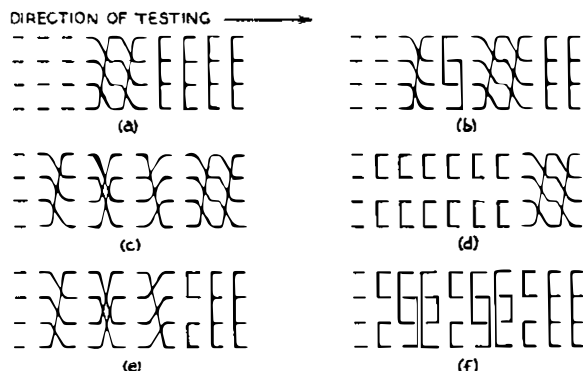 DIRECTION OF TESTING
(a)
(b)
(c)
(d)
(e)
(f)